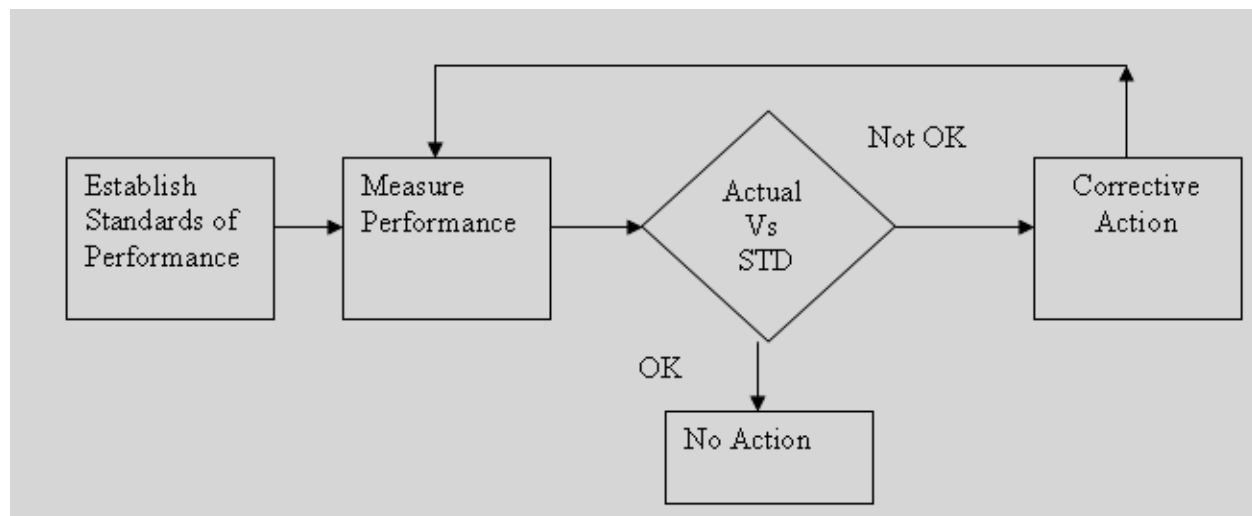 Establish
Standards of
Performance
Measure
Performance
Actual
Vs
STD
Not OK
Corrective
Action
OK
No Action